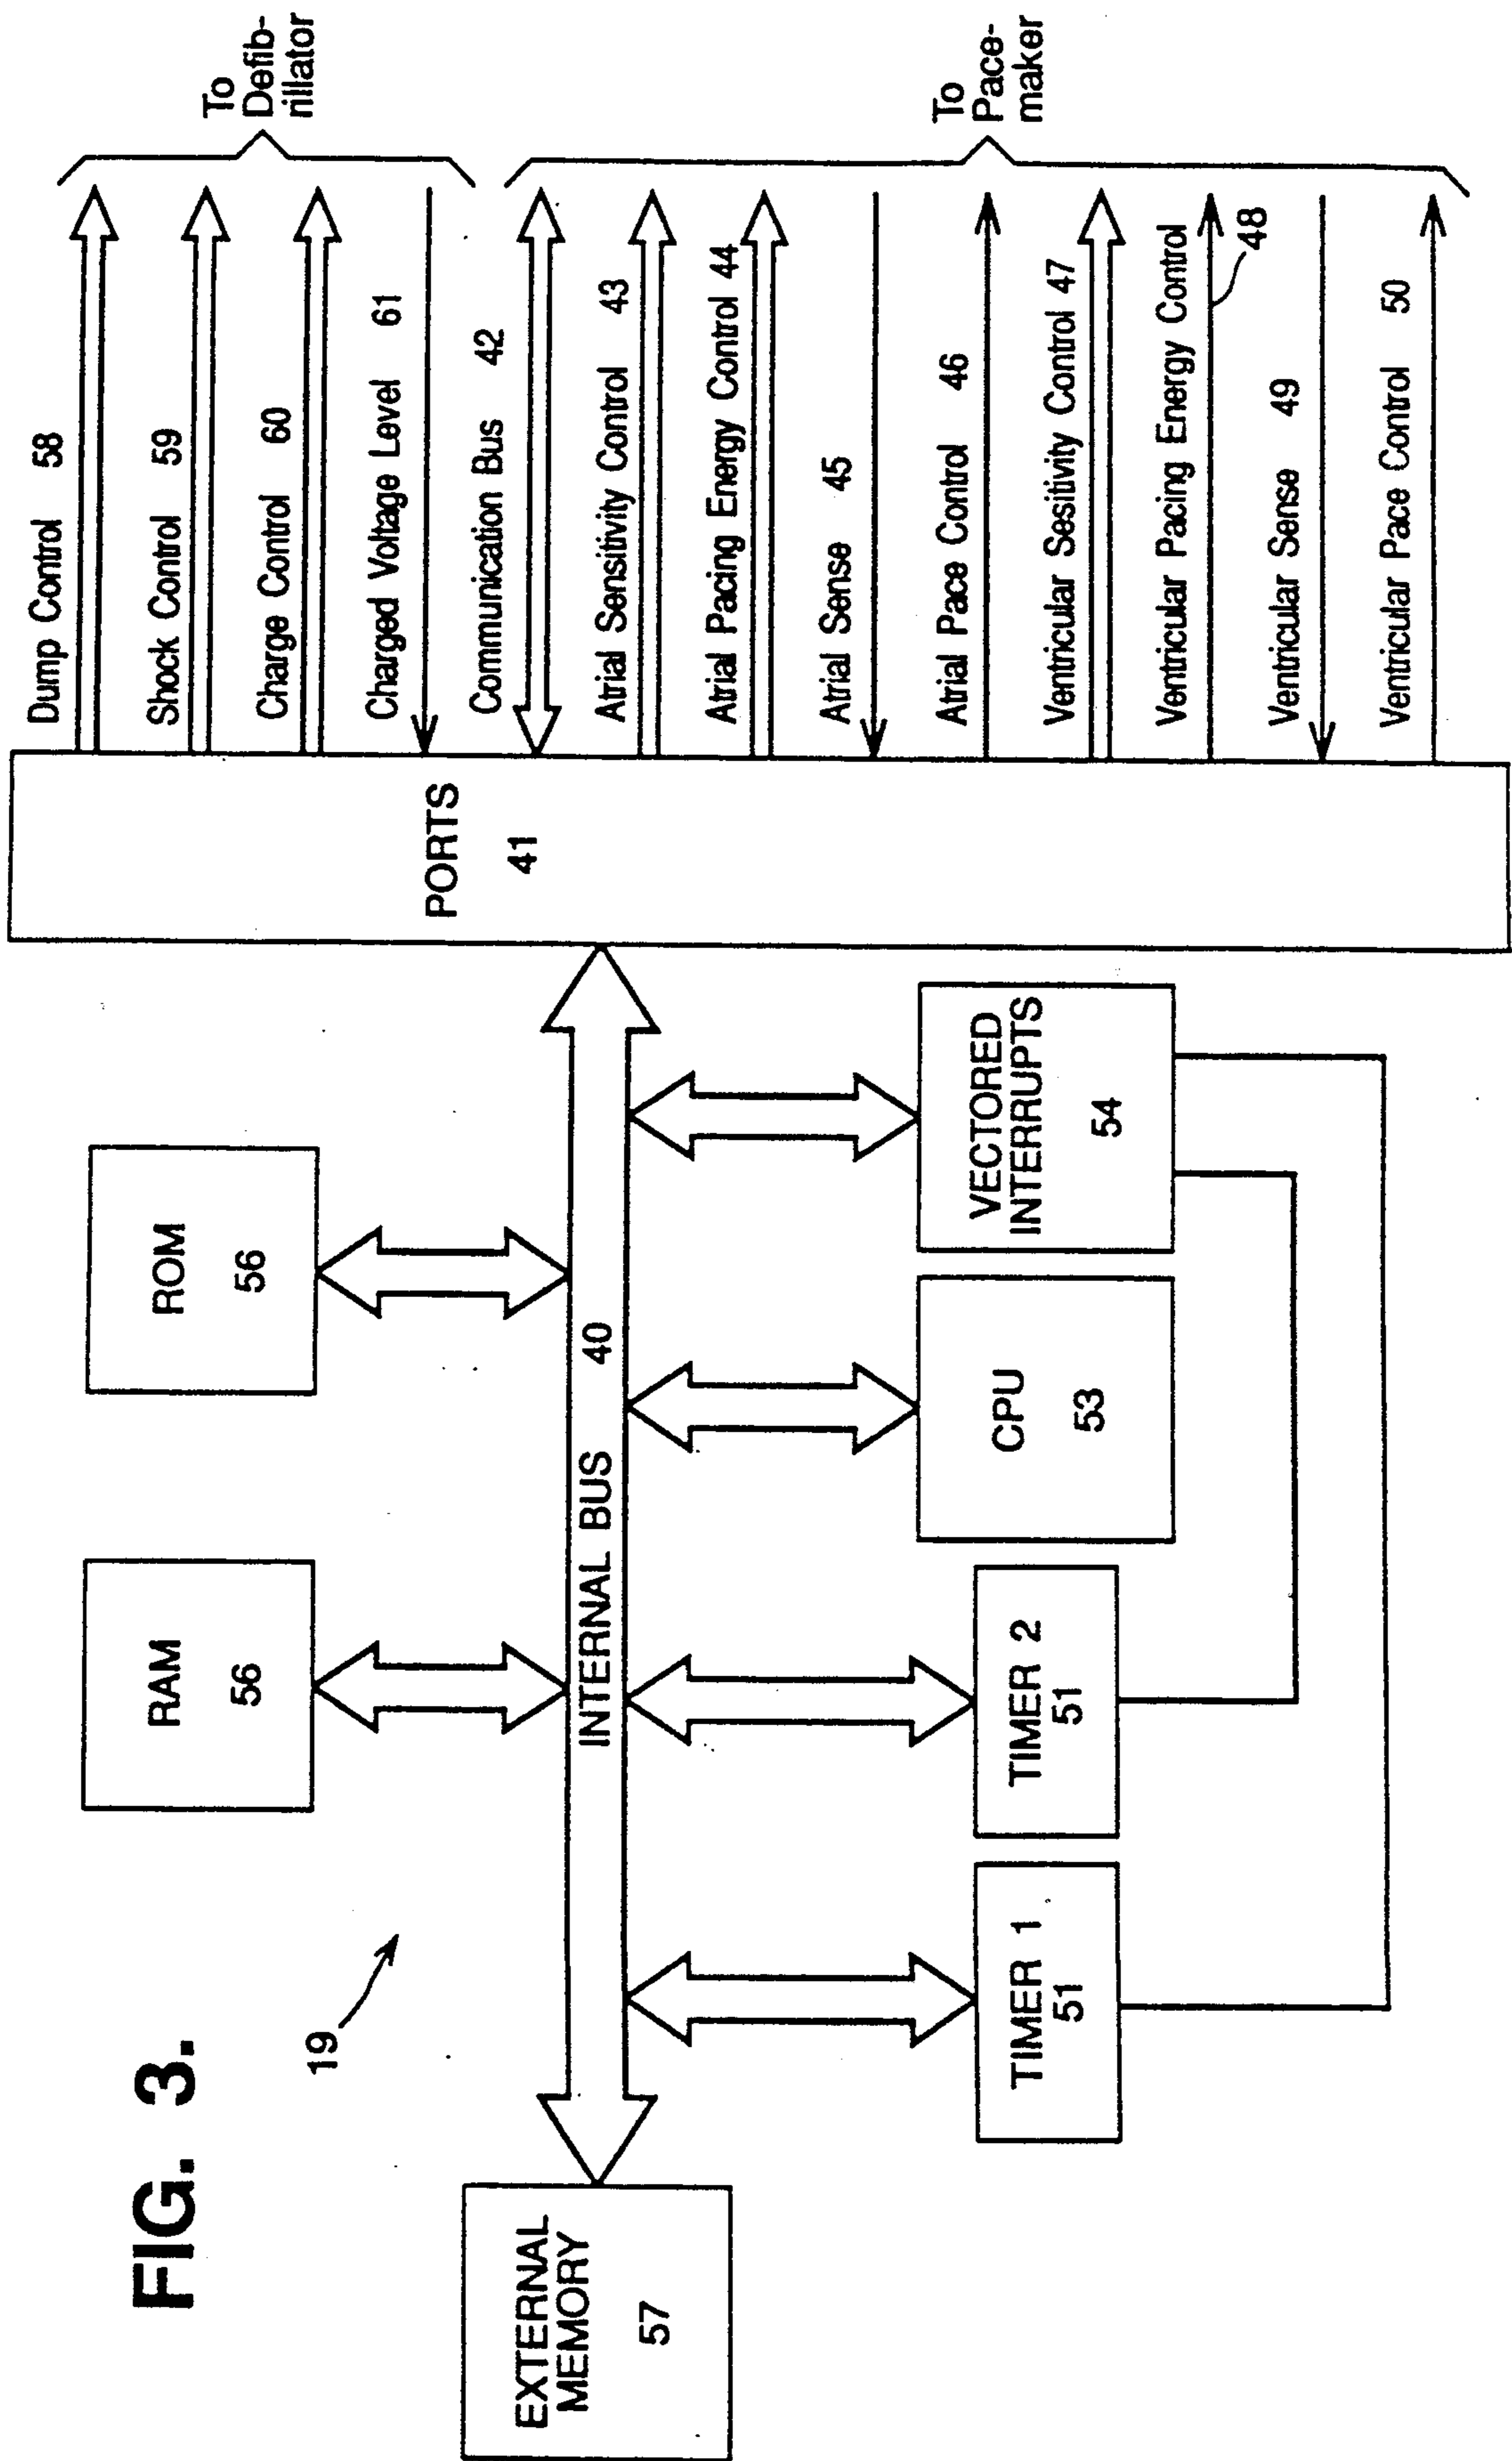 FIG. 3.
19
EXTERNAL
MEMORY
57
RAM
56
ROM
56
INTERNAL BUS 40
TIMER 1
51
TIMER 2
51
CPU
53
VECTORED
INTERRUPTS
54
PORTS
41
Dump Control 58
Shock Control 59
Charge Control 60
Charged Voltage Level 61
To
Defib-
rillator
Communication Bus 42
Atrial Sensitivity Control 43
Atrial Pacing Energy Control 44
Atrial Sense 45
Atrial Pace Control 46
Ventricular Sesitivity Control 47
Ventricular Pacing Energy Control
48
Ventricular Sense 49
Ventricular Pace Control 50
To
Pace-
maker